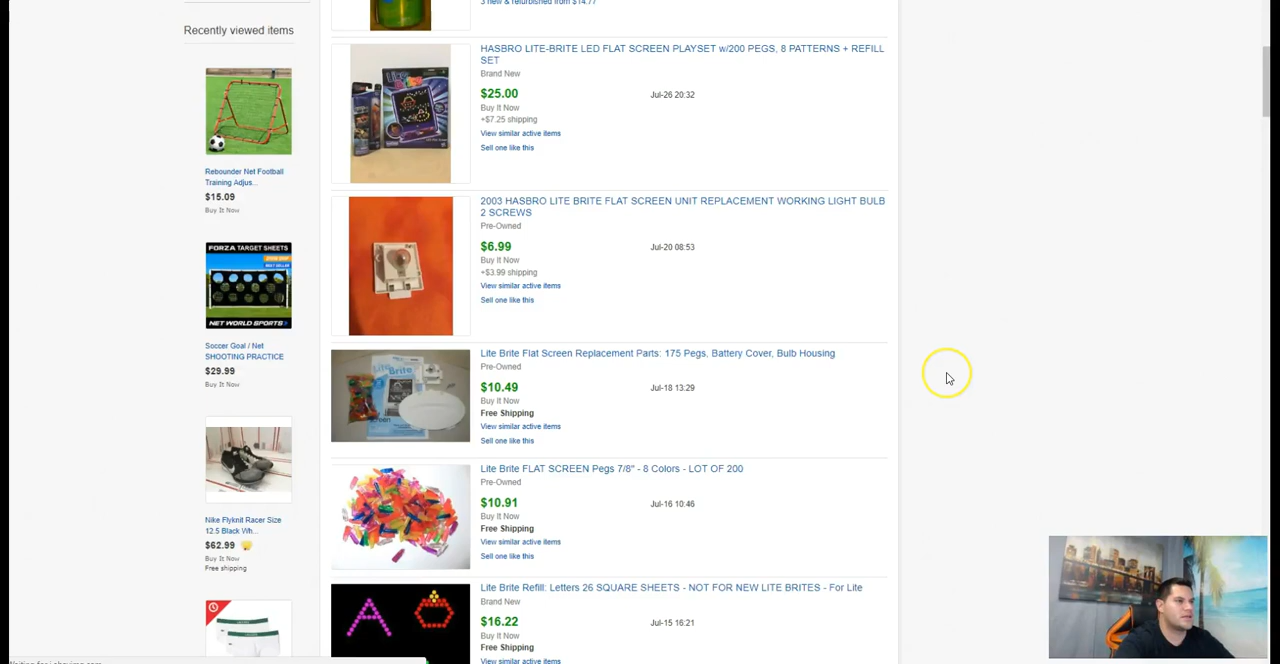 3 new & refurbished from $14.77
Recently viewed items
HASBRO LITE-BRITE LED FLAT SCREEN PLAYSET w/200 PEGS, 8 PATTERNS + REFILL
SET
Brand New
$25.00
Jul-26 20:32
Buy It Now
+$7.25 shipping
View similar active items
Sell one like this
Rebounder Net Football
Training Adjus...
$15.09
Buy It Now
2003 HASBRO LITE BRITE FLAT SCREEN UNIT REPLACEMENT WORKING LIGHT BULB
2 SCREWS
Pre-Owned
$6.99
Jul-20 08:53
Buy It Now
+$3.99 shipping
View similar active items
Sell one like this
FORZA TARGET SHEETS
NET WORLD SPORTS
Soccer Goal / Net
SHOOTING PRACTICE
$29.99
Buy It Now
Lite Brite Flat Screen Replacement Parts: 175 Pegs, Battery Cover, Bulb Housing
Pre-Owned
$10.49
Jul-18 13:29
Buy It Now
Free Shipping
View similar active items
Sell one like this
Lite Brite FLAT SCREEN Pegs 7/8" - 8 Colors - LOT OF 200
Pre-Owned
$10.91
Jul-16 10:46
Buy It Now
Free Shipping
View similar active items
Sell one like this
Nike Flyknit Racer Size
12.5 Black Wh...
$62.99
Buy It Now
Free shipping
Lite Brite Refill: Letters 26 SQUARE SHEETS - NOT FOR NEW LITE BRITES - For Lite
Brand New
$16.22
Jul-15 16:21
Buy It Now
Free Shipping
View similar active items